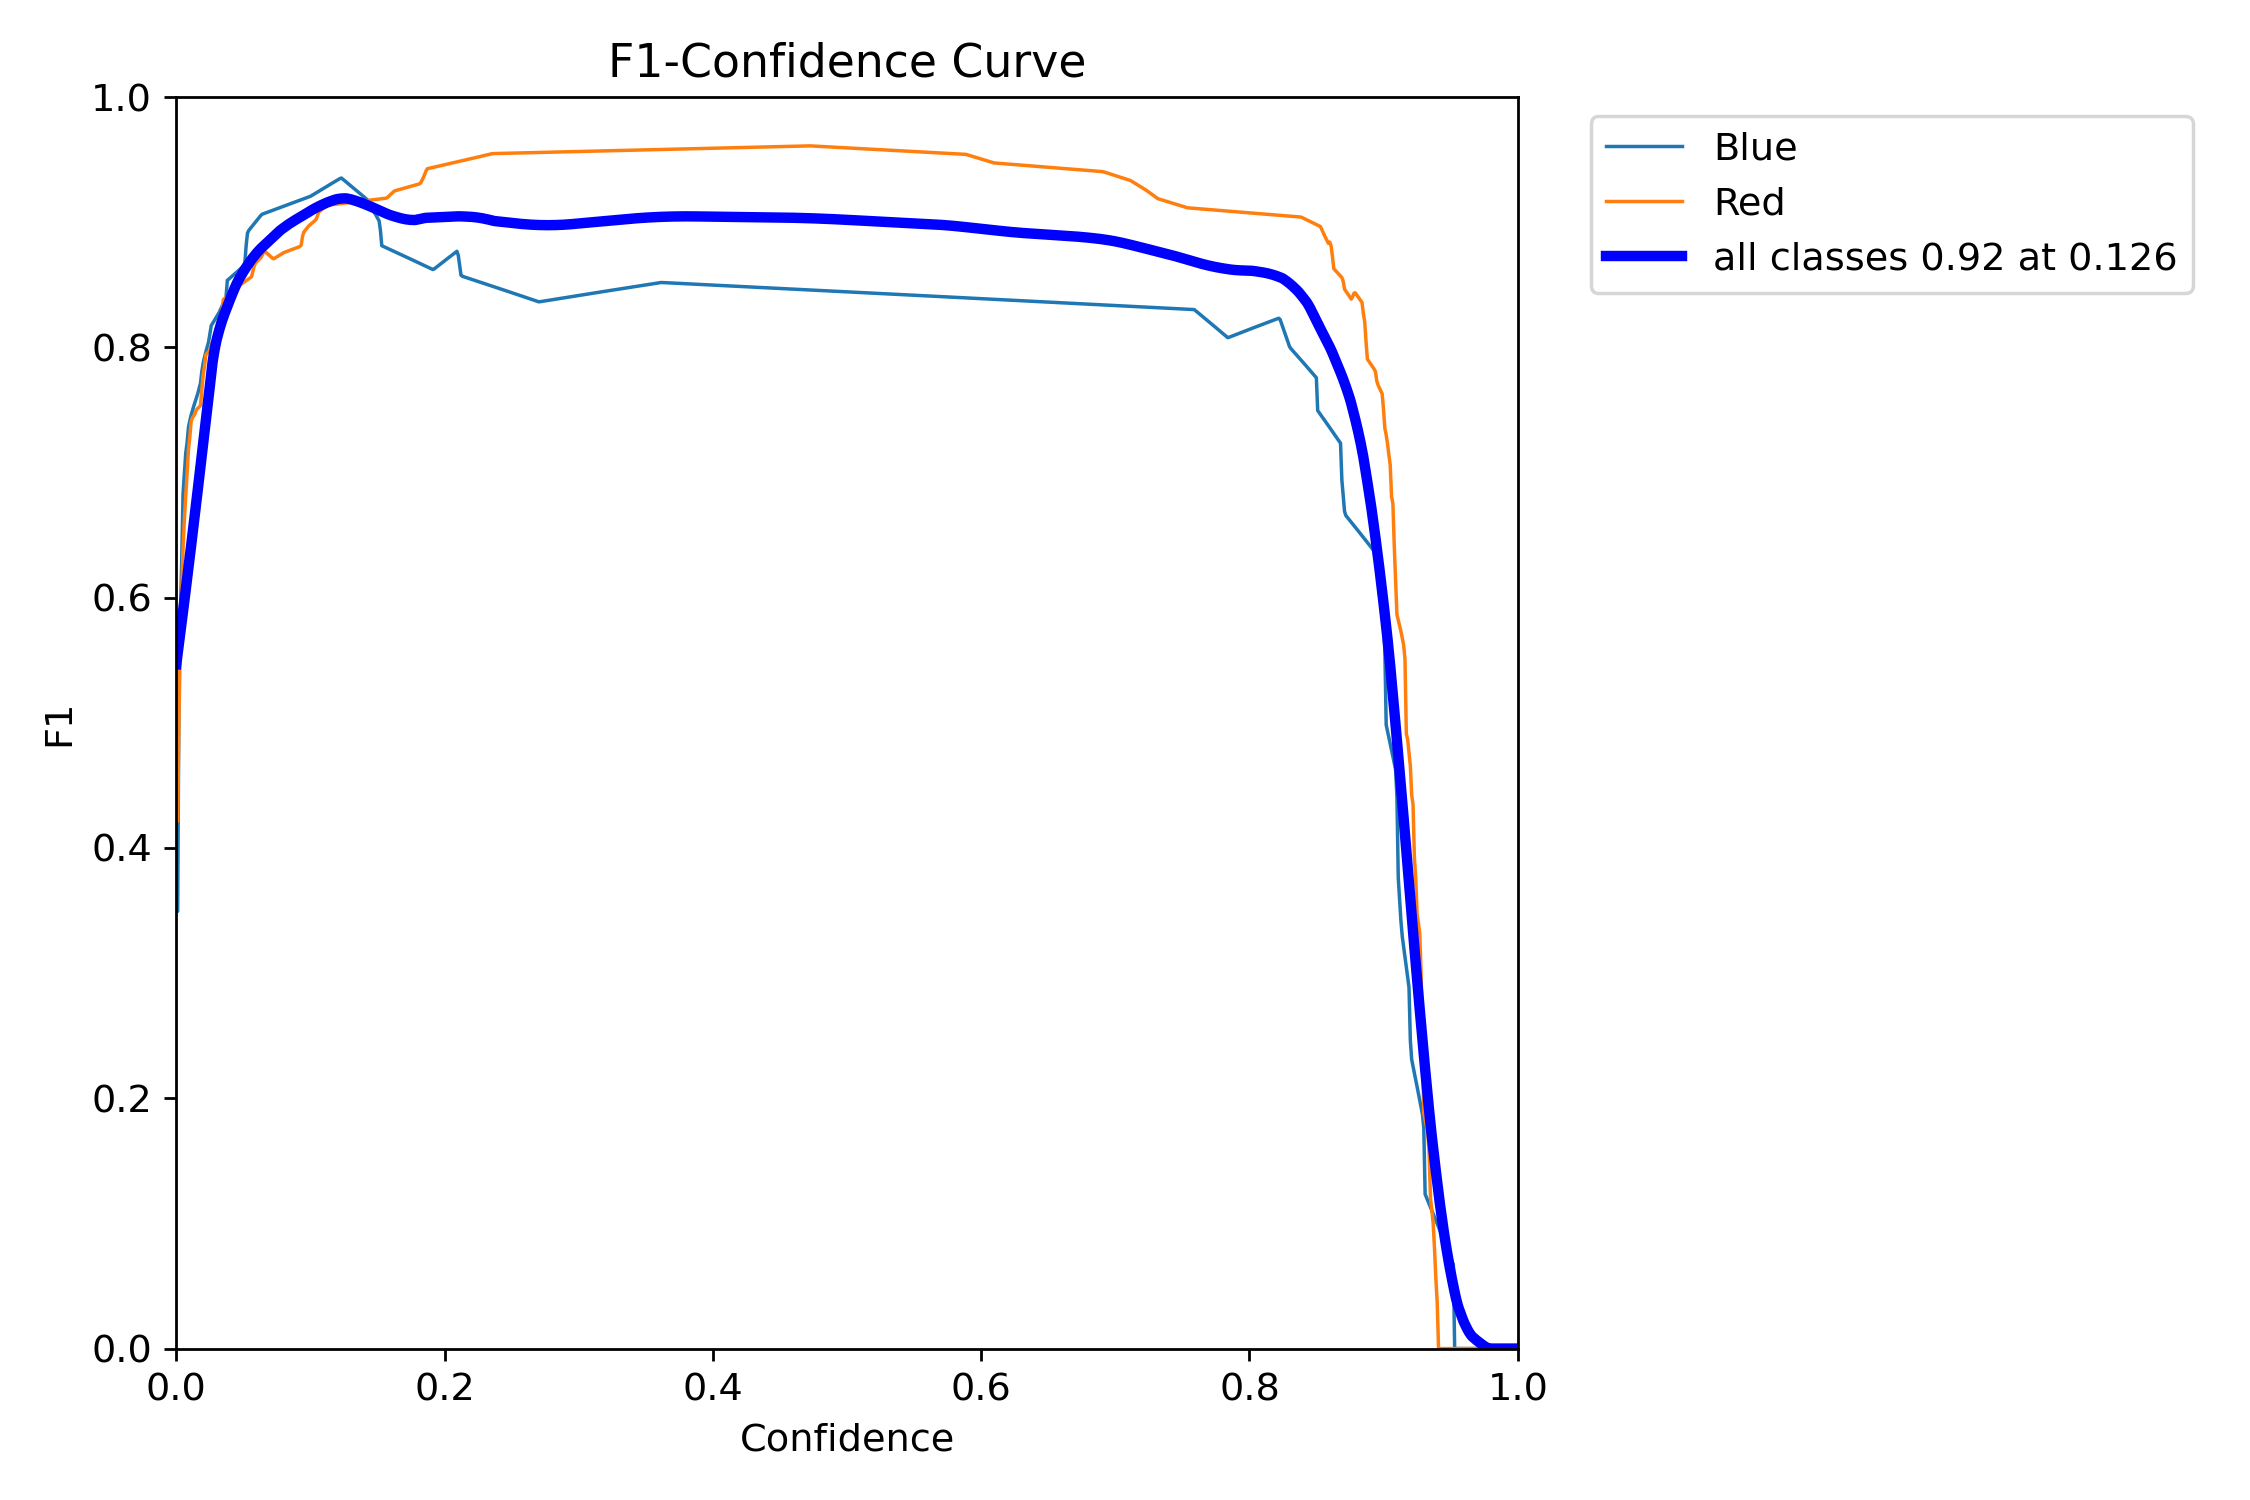 F1-Confidence Curve
1.0
0.8
0.6
0.4
0.2
0.0
F1
0.0 0.2 0.4 0.6 0.8 1.0
Confidence
Blue
Red
all classes 0.92 at 0.126